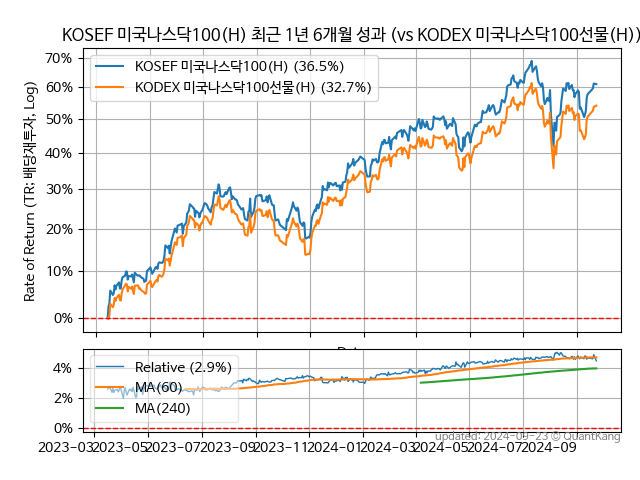 KOSEF 미국나스닥100(H) 최근 1년 6개월 성과 (vs KODEX 미국나스닥100선물(H))
KOSEF 미국나스닥100(H) (36.5%)
KODEX 미국나스닥100선물(H) (32.7%)
70%
60%
50%
40%
30%
20%
10%
0%
Rate of Return (TR: 배당재투자, Log)
Relative (2.9%)
MA(60)
MA(240)
4%
2%
0%
2023-03
2023-05
2023-07
2023-09
2023-11
2024-01
2024-03
2024-05
2024-07
2024-09
updated: 2024-09-23 © QuantKang